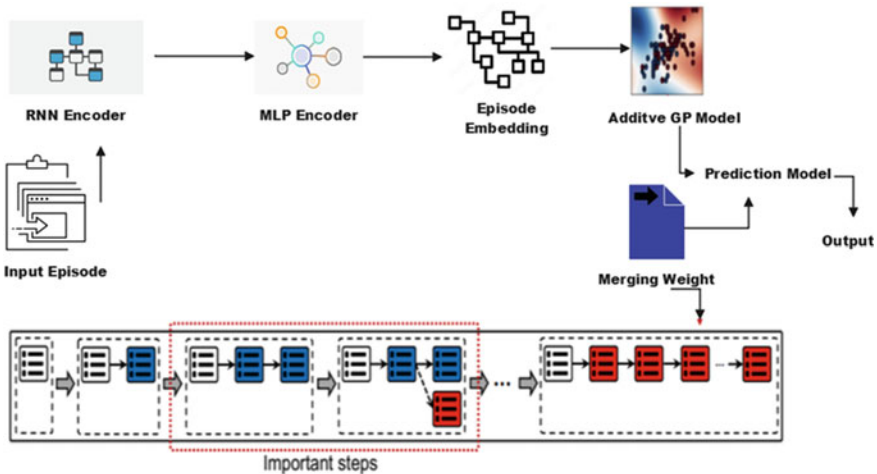 RNN Encoder
MLP Encoder
Episode
Embedding
Additve GP Model
Prediction Model
Input Episode
Merging Weight
Output
Important steps